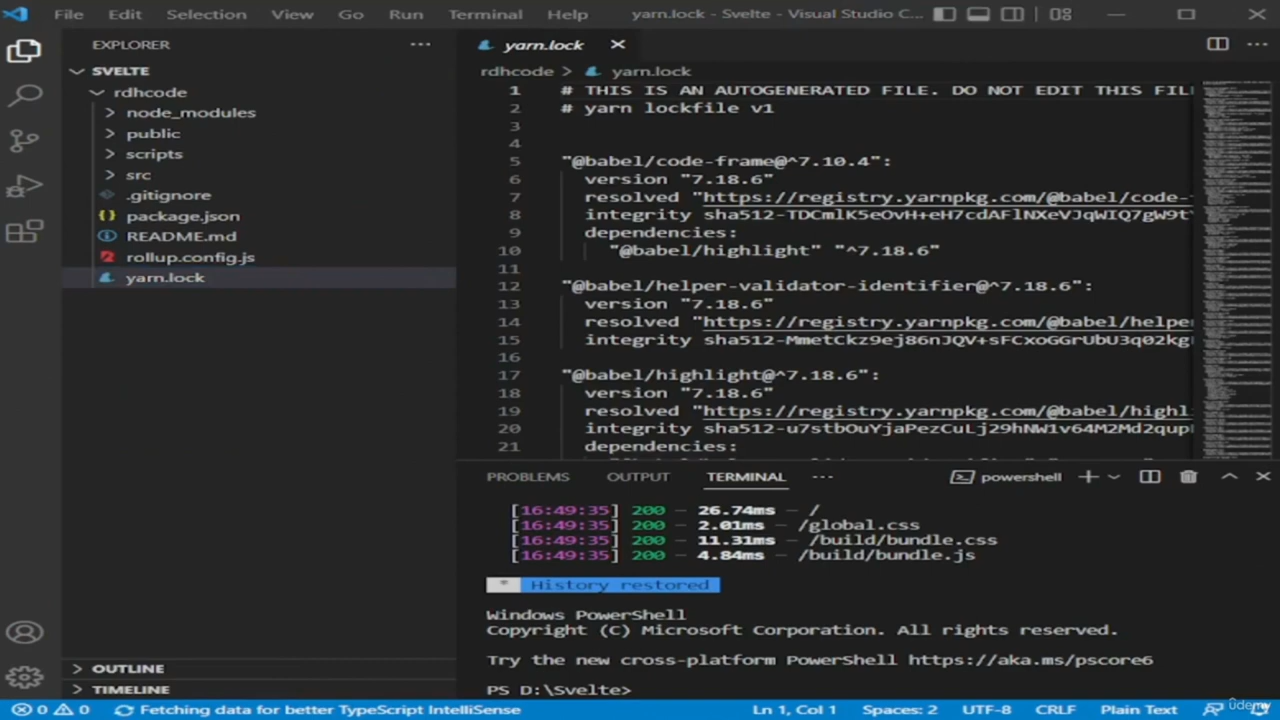 File Edit Selection View Go Run Terminal Help yarn.lock - Svelte - Visual Studio C...
EXPLORER
SVELTE
rdhcode
node_modules
public
scripts
src
.gitignore
package.json
README.md
rollup.config.js
yarn.lock
OUTLINE
TIMELINE
yarn.lock
rdhcode > yarn.lock
1 # THIS IS AN AUTOGENERATED FILE. DO NOT EDIT THIS FIL
2 # yarn lockfile v1
3
4
5 "@babel/code-frame@^7.10.4":
6 version "7.18.6"
7 resolved "https://registry.yarnpkg.com/@babel/code-
8 integrity sha512-TDCmlK5eOvH+eH7cdAFlNXeVJqWIQ7gW9t
9 dependencies:
10 "@babel/highlight" "^7.18.6"
11
12 "@babel/helper-validator-identifier@^7.18.6":
13 version "7.18.6"
14 resolved "https://registry.yarnpkg.com/@babel/helper
15 integrity sha512-MmetCkz9ej86nJQV+sFCxoGGrUbU3q02kg
16
17 "@babel/highlight@^7.18.6":
18 version "7.18.6"
19 resolved "https://registry.yarnpkg.com/@babel/highl
20 integrity sha512-u7stbOuYjaPezCuLj29hNW1v64M2Md2qup
21 dependencies:
PROBLEMS OUTPUT TERMINAL ... powershell
[16:49:35] 200 — 26.74ms — /
[16:49:35] 200 — 2.01ms — /global.css
[16:49:35] 200 — 11.31ms — /build/bundle.css
[16:49:35] 200 — 4.84ms — /build/bundle.js
* History restored
Windows PowerShell
Copyright (C) Microsoft Corporation. All rights reserved.
Try the new cross-platform PowerShell https://aka.ms/pscore6
PS D:\Svelte>
0 0 Fetching data for better TypeScript IntelliSense Ln 1, Col 1 Spaces: 2 UTF-8 CRLF Plain Text
udemy